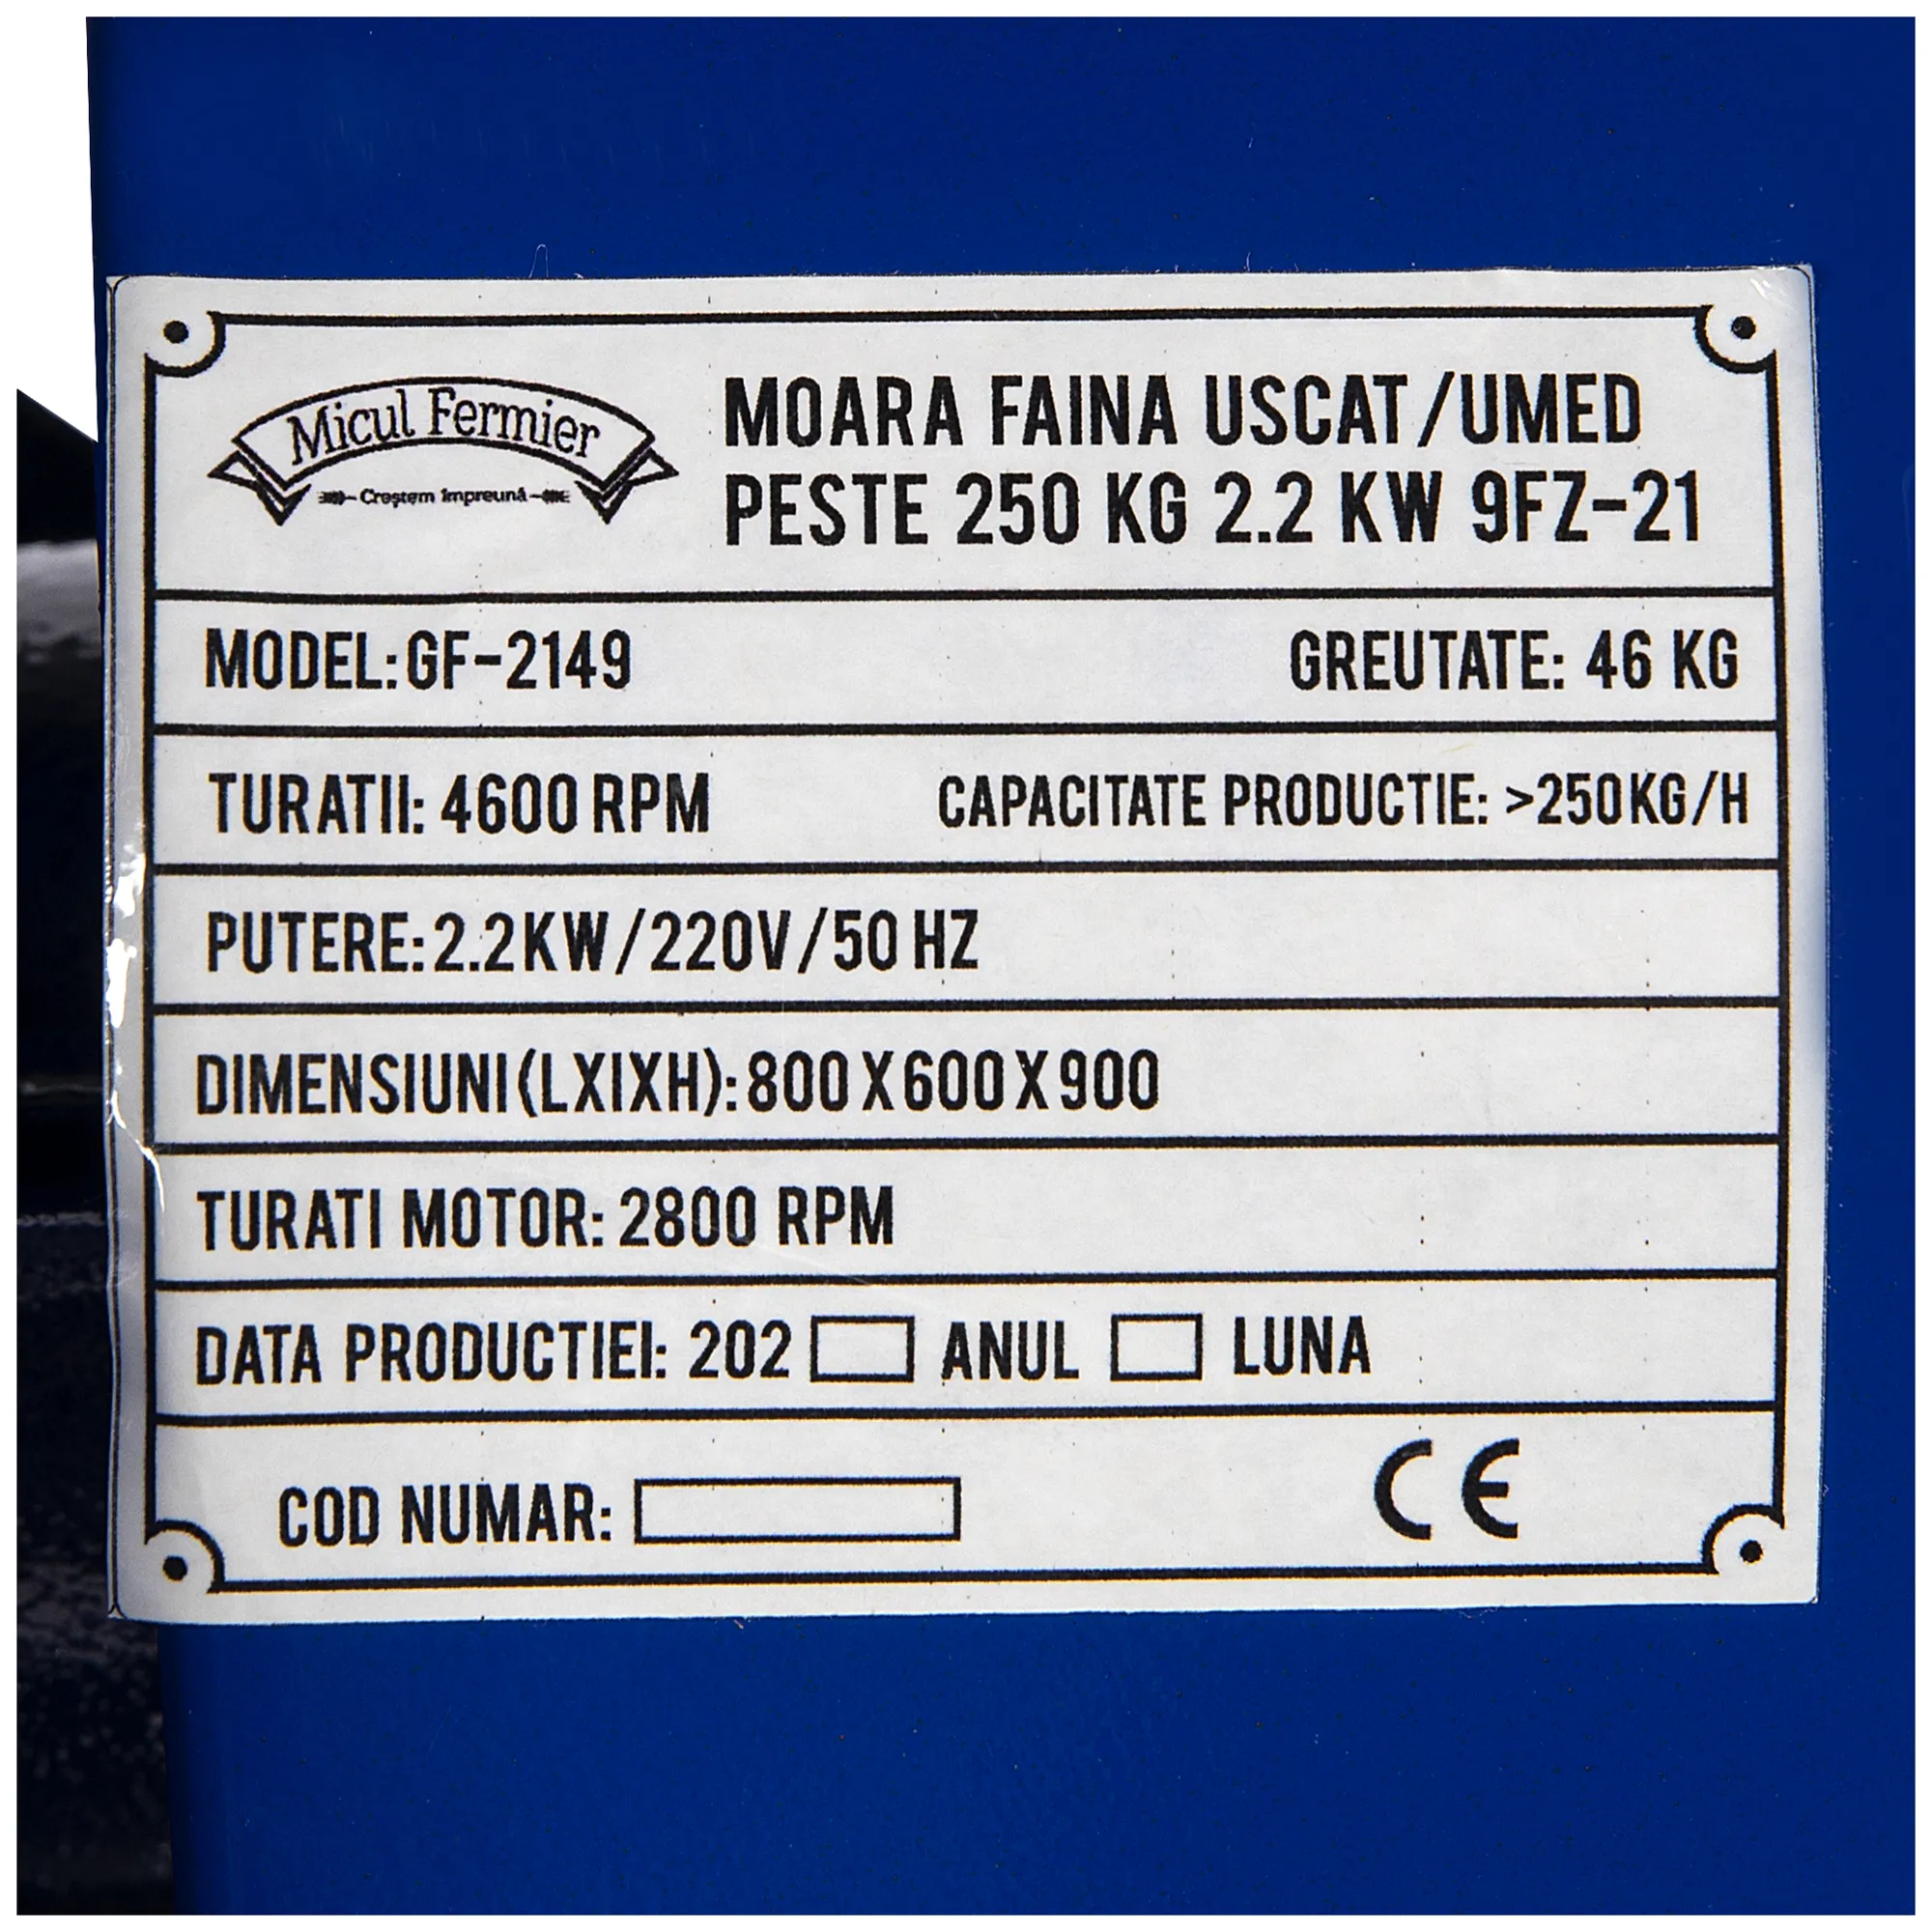 Micul Fermier
Creștem împreună
MOARA FAINA USCAT/UMED
PESTE 250 KG 2.2 KW 9FZ-21
MODEL:GF-2149 GREUTATE: 46 KG
TURATII: 4600 RPM CAPACITATE PRODUCTIE: >250KG/H
PUTERE:2.2KW/220V/50 HZ
DIMENSIUNI(LXIXH):800X600X900
TURATI MOTOR: 2800 RPM
DATA PRODUCTIEI: 202 ANUL LUNA
COD NUMAR:
CE